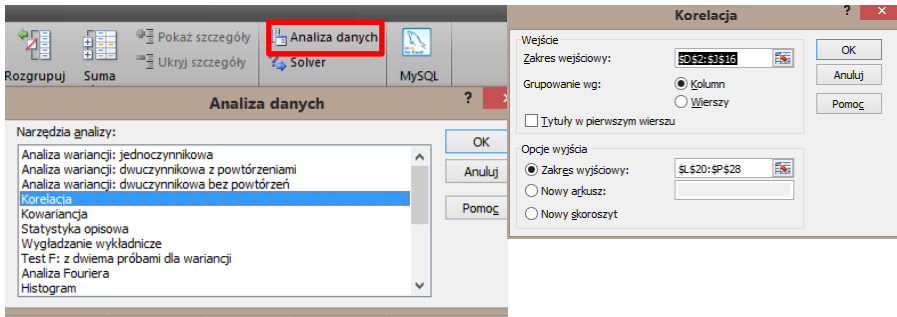 Pokaż szczegóły
Ukryj szczegóły
Rozgrupuj
Suma
Analiza danych
Solver
MySQL
Analiza danych
?
Narzędzia analizy:
Analiza wariancji: jednoczynnikowa
Analiza wariancji: dwuczynnikowa z powtórzeniami
Analiza wariancji: dwuczynnikowa bez powtórzeń
Korelacja
Kowariancja
Statystyka opisowa
Wygładzanie wykładnicze
Test F: z dwiema próbami dla wariancji
Analiza Fouriera
Histogram
OK
Anuluj
Pomoc
Korelacja
?
Wejście
Zakres wejściowy: $D$2:$J$16
Grupowanie wg: Kolumn
Wierszy
Tytuły w pierwszym wierszu
Opcje wyjścia
Zakres wyjściowy: $L$20:$P$28
Nowy arkusz:
Nowy skoroszyt
OK
Anuluj
Pomoc